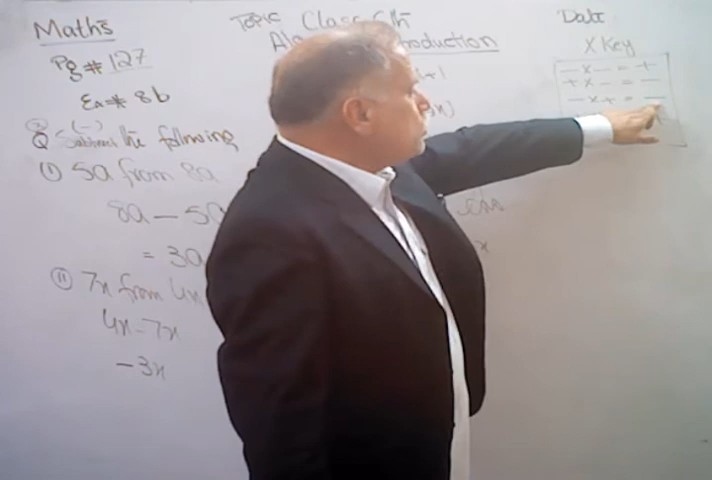 Maths
Topic Class 6th
Date
Pg # 127
roduction
X Key
Ex # 8b
- x - = +
+ x - = -
- x + = -
Q Subtract (-) the following
(i) 5a from 8a
8a - 5a
= 3a
(ii) 7x from 4x
4x - 7x
- 3x